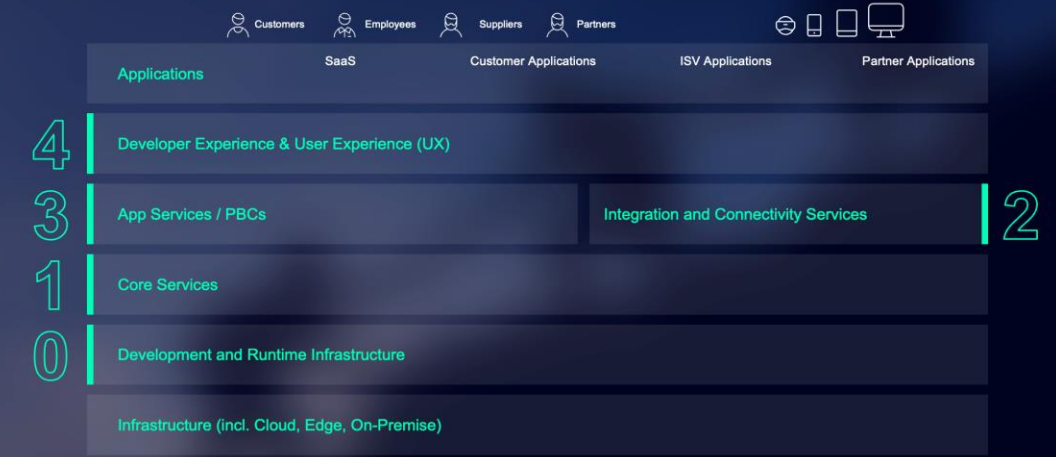 Customers Employees Suppliers Partners
Applications SaaS Customer Applications ISV Applications Partner Applications
4 Developer Experience & User Experience (UX)
3 App Services / PBCs Integration and Connectivity Services 2
1 Core Services
0 Development and Runtime Infrastructure
Infrastructure (incl. Cloud, Edge, On-Premise)